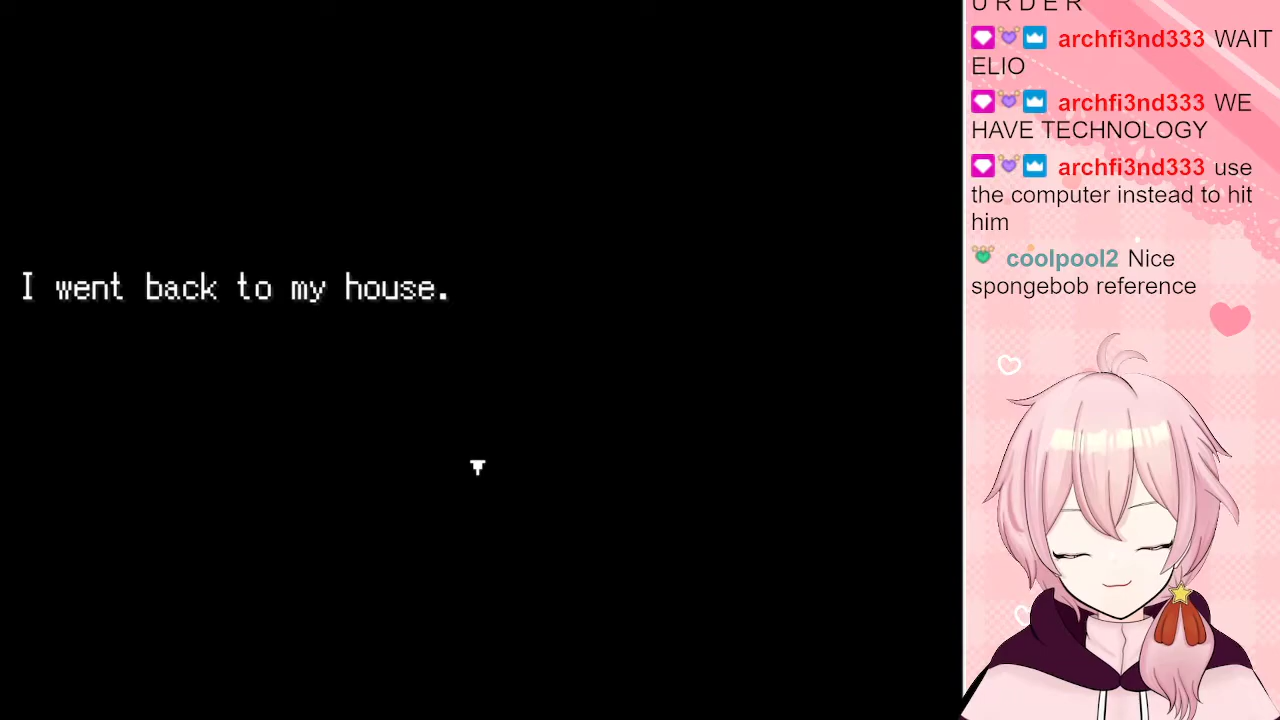 I went back to my house.
U R D E R
archfi3nd333 WAIT
ELIO
archfi3nd333 WE
HAVE TECHNOLOGY
archfi3nd333 use
the computer instead to hit
him
coolpool2 Nice
spongebob reference